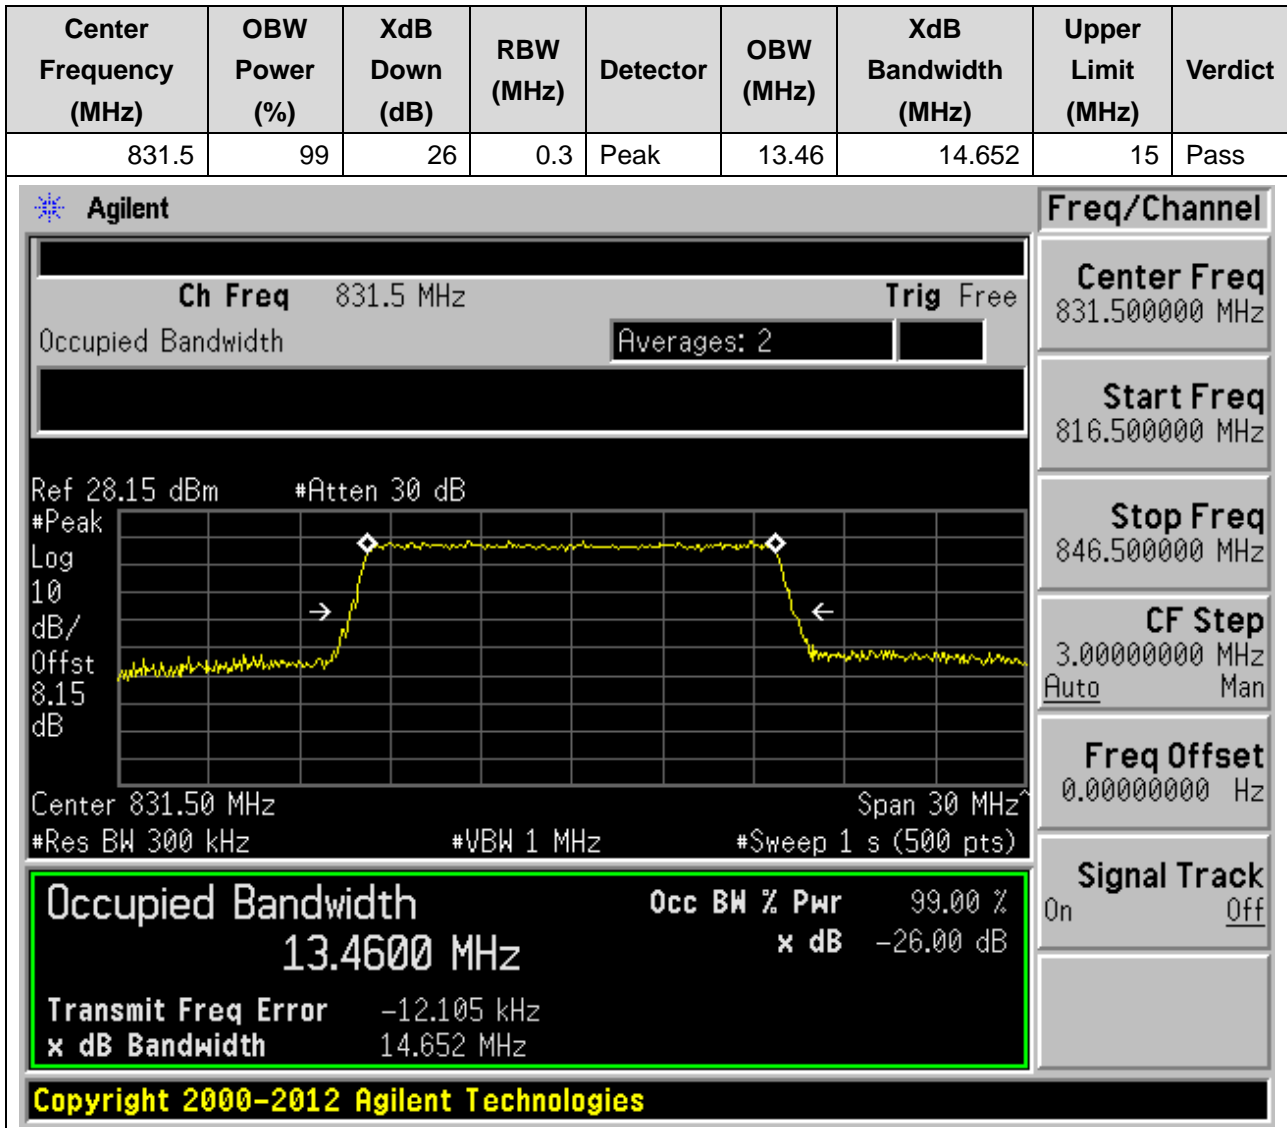 Center Frequency (MHz) OBW Power (%) XdB Down (dB) RBW (MHz) Detector OBW (MHz) XdB Bandwidth (MHz) Upper Limit (MHz) Verdict
831.5 99 26 0.3 Peak 13.46 14.652 15 Pass
Agilent
Freq/Channel
Ch Freq 831.5 MHz Trig Free
Occupied Bandwidth Averages: 2
Center Freq
831.500000 MHz
Start Freq
816.500000 MHz
Stop Freq
846.500000 MHz
CF Step
3.00000000 MHz
Auto Man
Freq Offset
0.00000000 Hz
Signal Track
On Off
Ref 28.15 dBm #Atten 30 dB
#Peak
Log
10
dB/
Offst
8.15
dB
Center 831.50 MHz Span 30 MHz^
#Res BW 300 kHz #VBW 1 MHz #Sweep 1 s (500 pts)
Occupied Bandwidth Occ BW % Pwr 99.00 %
13.4600 MHz x dB -26.00 dB
Transmit Freq Error -12.105 kHz
x dB Bandwidth 14.652 MHz
Copyright 2000-2012 Agilent Technologies